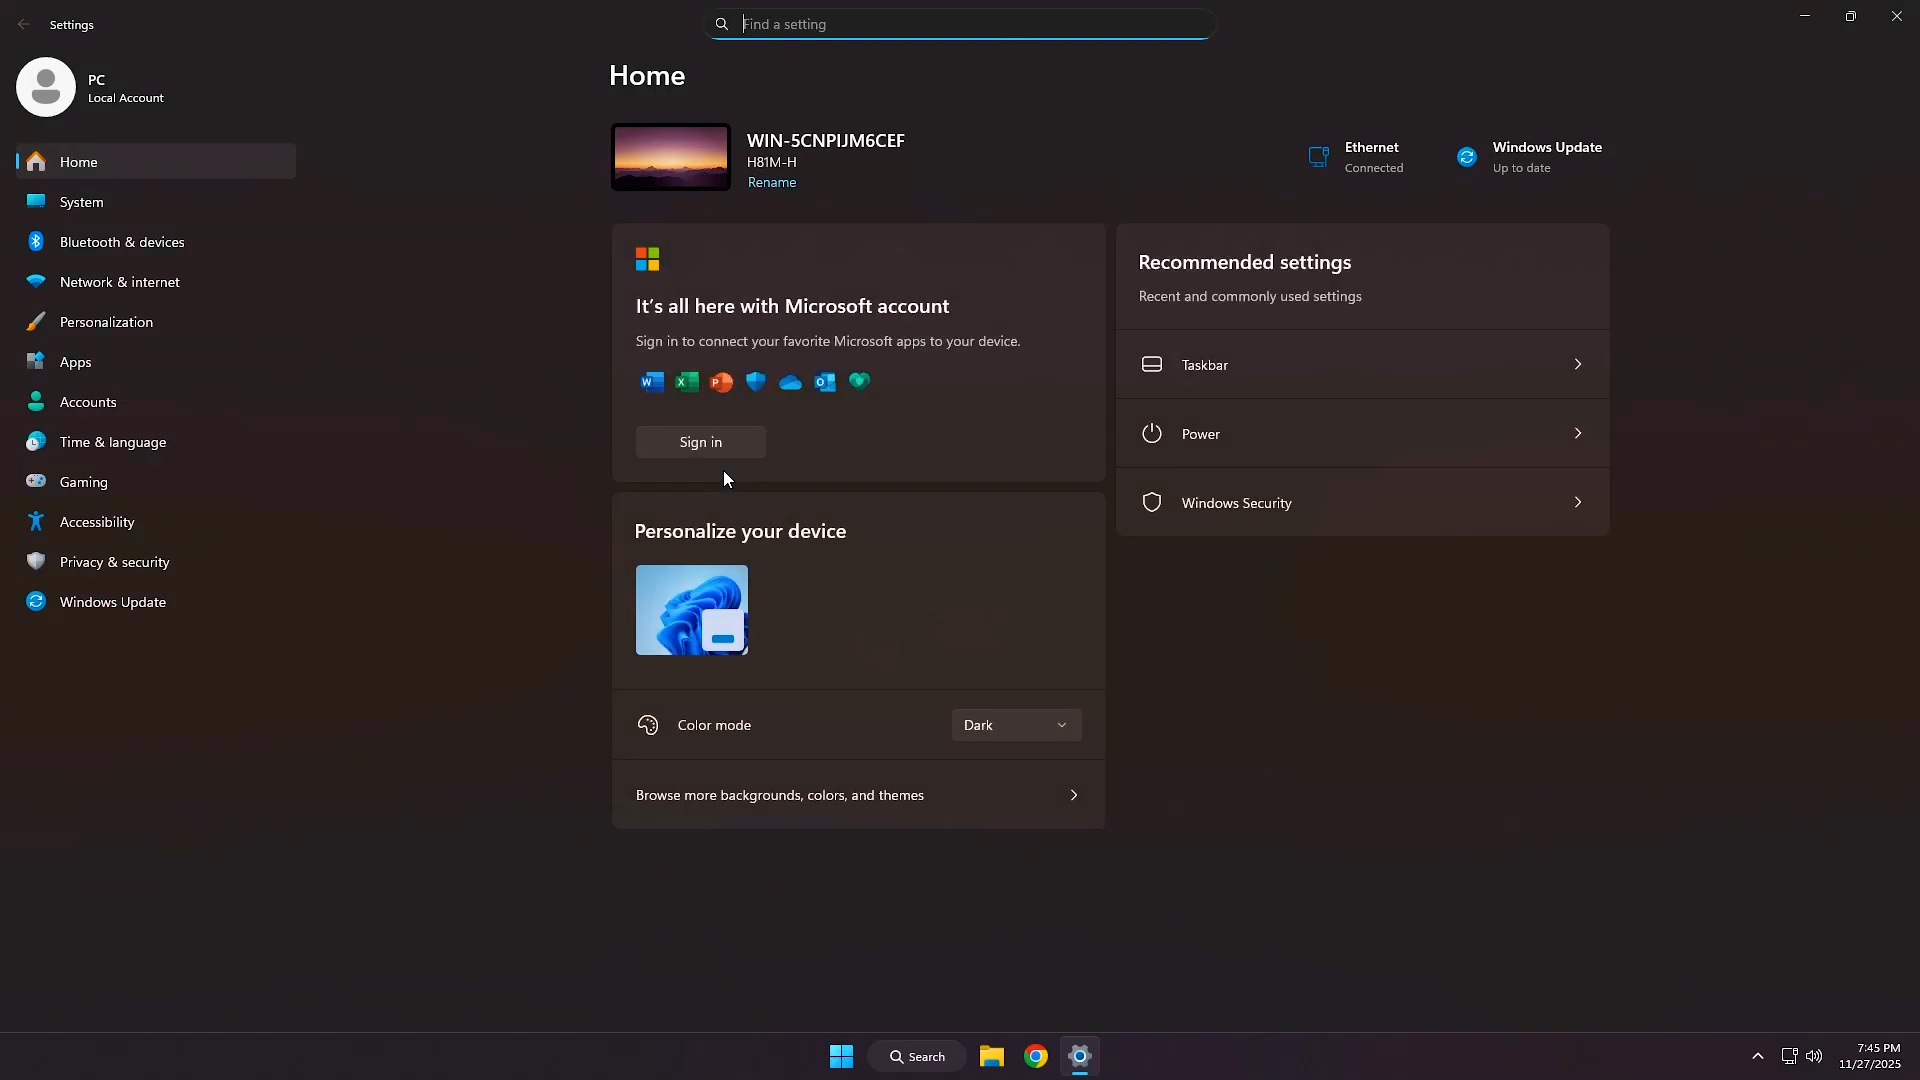 Settings
Find a setting
PC
Local Account
Home
System
Bluetooth & devices
Network & internet
Personalization
Apps
Accounts
Time & language
Gaming
Accessibility
Privacy & security
Windows Update
Home
WIN-5CNPIJM6CEF
H81M-H
Rename
Ethernet
Connected
Windows Update
Up to date
It's all here with Microsoft account
Sign in to connect your favorite Microsoft apps to your device.
Sign in
Personalize your device
Color mode
Dark
Browse more backgrounds, colors, and themes
Recommended settings
Recent and commonly used settings
Taskbar
Power
Windows Security
Search
7:45 PM
11/27/2025